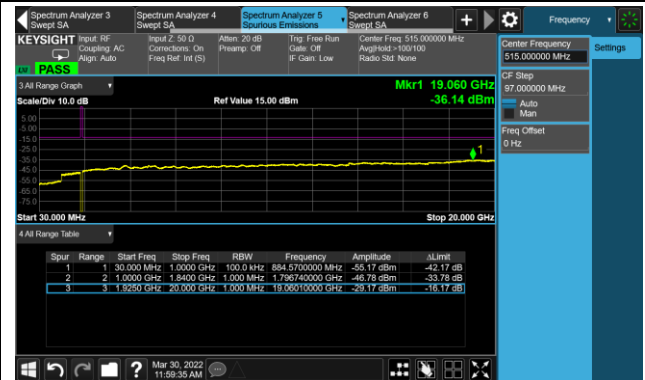 Spectrum Analyzer 3
Swept SA
Spectrum Analyzer 4
Swept SA
Spectrum Analyzer 5
Spurious Emissions
Spectrum Analyzer 6
Swept SA
+
Frequency
KEYSIGHT
Input: RF
Coupling: AC
Align: Auto
Input Z: 50 Ω
Corrections: On
Freq Ref: Int (S)
Atten: 20 dB
Preamp: Off
Trig: Free Run
Gate: Off
IF Gain: Low
Center Freq: 515.000000 MHz
Avg|Hold:>100/100
Radio Std: None
PASS
Center Frequency
515.000000 MHz
Settings
CF Step
97.000000 MHz
Auto
Man
Freq Offset
0 Hz
3 All Range Graph
Mkr1 19.060 GHz
-36.14 dBm
Scale/Div 10.0 dB
Ref Value 15.00 dBm
5.00
-5.00
-15.0
-25.0
-35.0
-45.0
-55.0
-65.0
-75.0
1
Start 30.000 MHz
Stop 20.000 GHz
4 All Range Table
Spur Range Start Freq Stop Freq RBW Frequency Amplitude ΔLimit
1 1 30.000 MHz 1.0000 GHz 100.0 kHz 884.5700000 MHz -55.17 dBm -42.17 dB
2 2 1.0000 GHz 1.8400 GHz 1.000 MHz 1.796740000 GHz -46.78 dBm -33.78 dB
3 3 1.9250 GHz 20.000 GHz 1.000 MHz 19.06010000 GHz -29.17 dBm -16.17 dB
?
Mar 30, 2022
11:59:35 AM